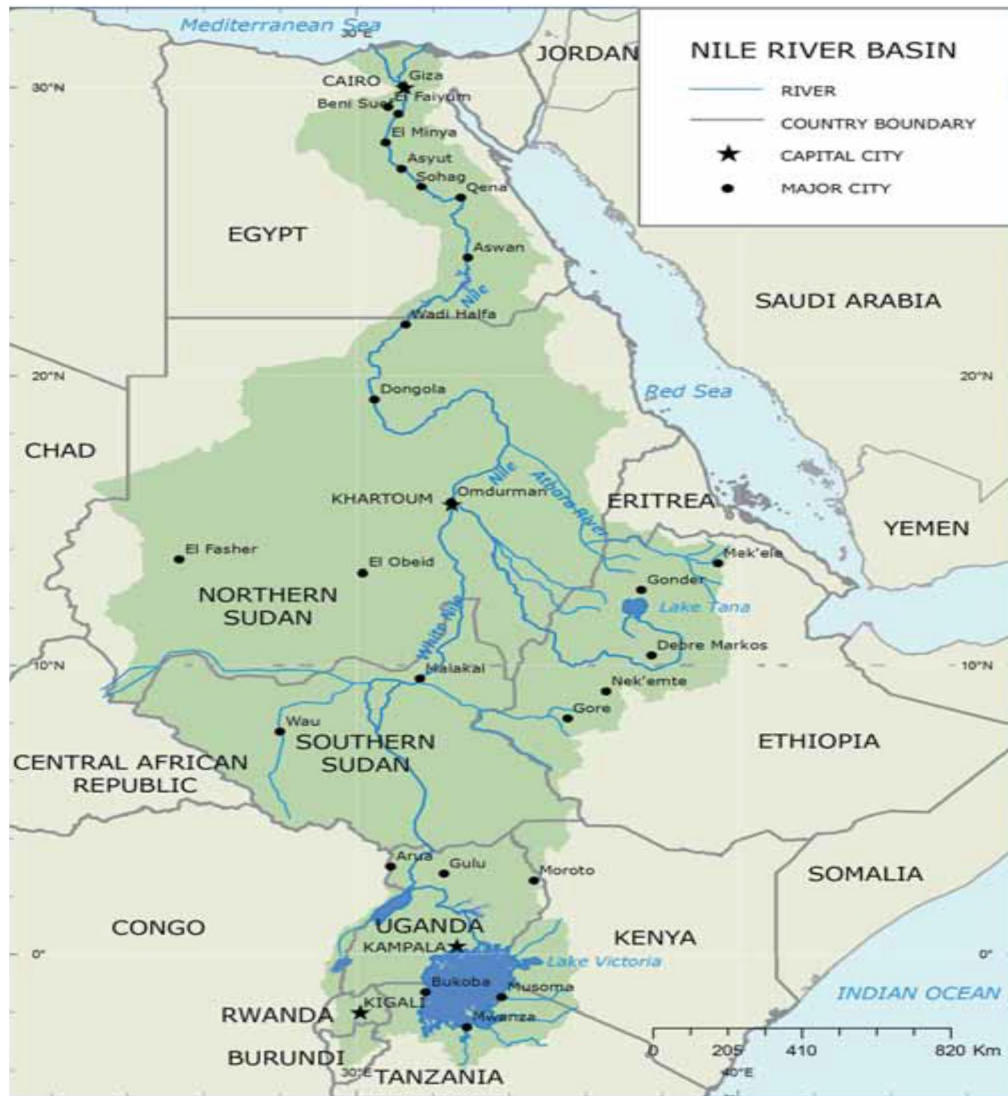 Mediterranean Sea
30°E
JORDAN
NILE RIVER BASIN
RIVER
COUNTRY BOUNDARY
CAPITAL CITY
MAJOR CITY
30°N
CAIRO
Giza
Beni Suef
El Faiyum
El Minya
Asyut
Sohag
Qena
EGYPT
Aswan
Nile
Wadi Halfa
SAUDI ARABIA
20°N
20°N
Dongola
Red Sea
CHAD
Nile
Atbara River
KHARTOUM
Omdurman
ERITREA
YEMEN
El Fasher
El Obeid
Mek'ele
Gonder
NORTHERN
SUDAN
Lake Tana
White Nile
Debre Markos
10°N
10°N
Malakal
Nek'emte
Gore
Wau
SOUTHERN
SUDAN
ETHIOPIA
CENTRAL AFRICAN
REPUBLIC
Arua
Gulu
Moroto
SOMALIA
CONGO
UGANDA
KENYA
KAMPALA
0°
0°
Lake Victoria
Bukoba
Musoma
INDIAN OCEAN
KIGALI
RWANDA
Mwanza
BURUNDI
0 205 410 820 Km
30°E
TANZANIA
40°E